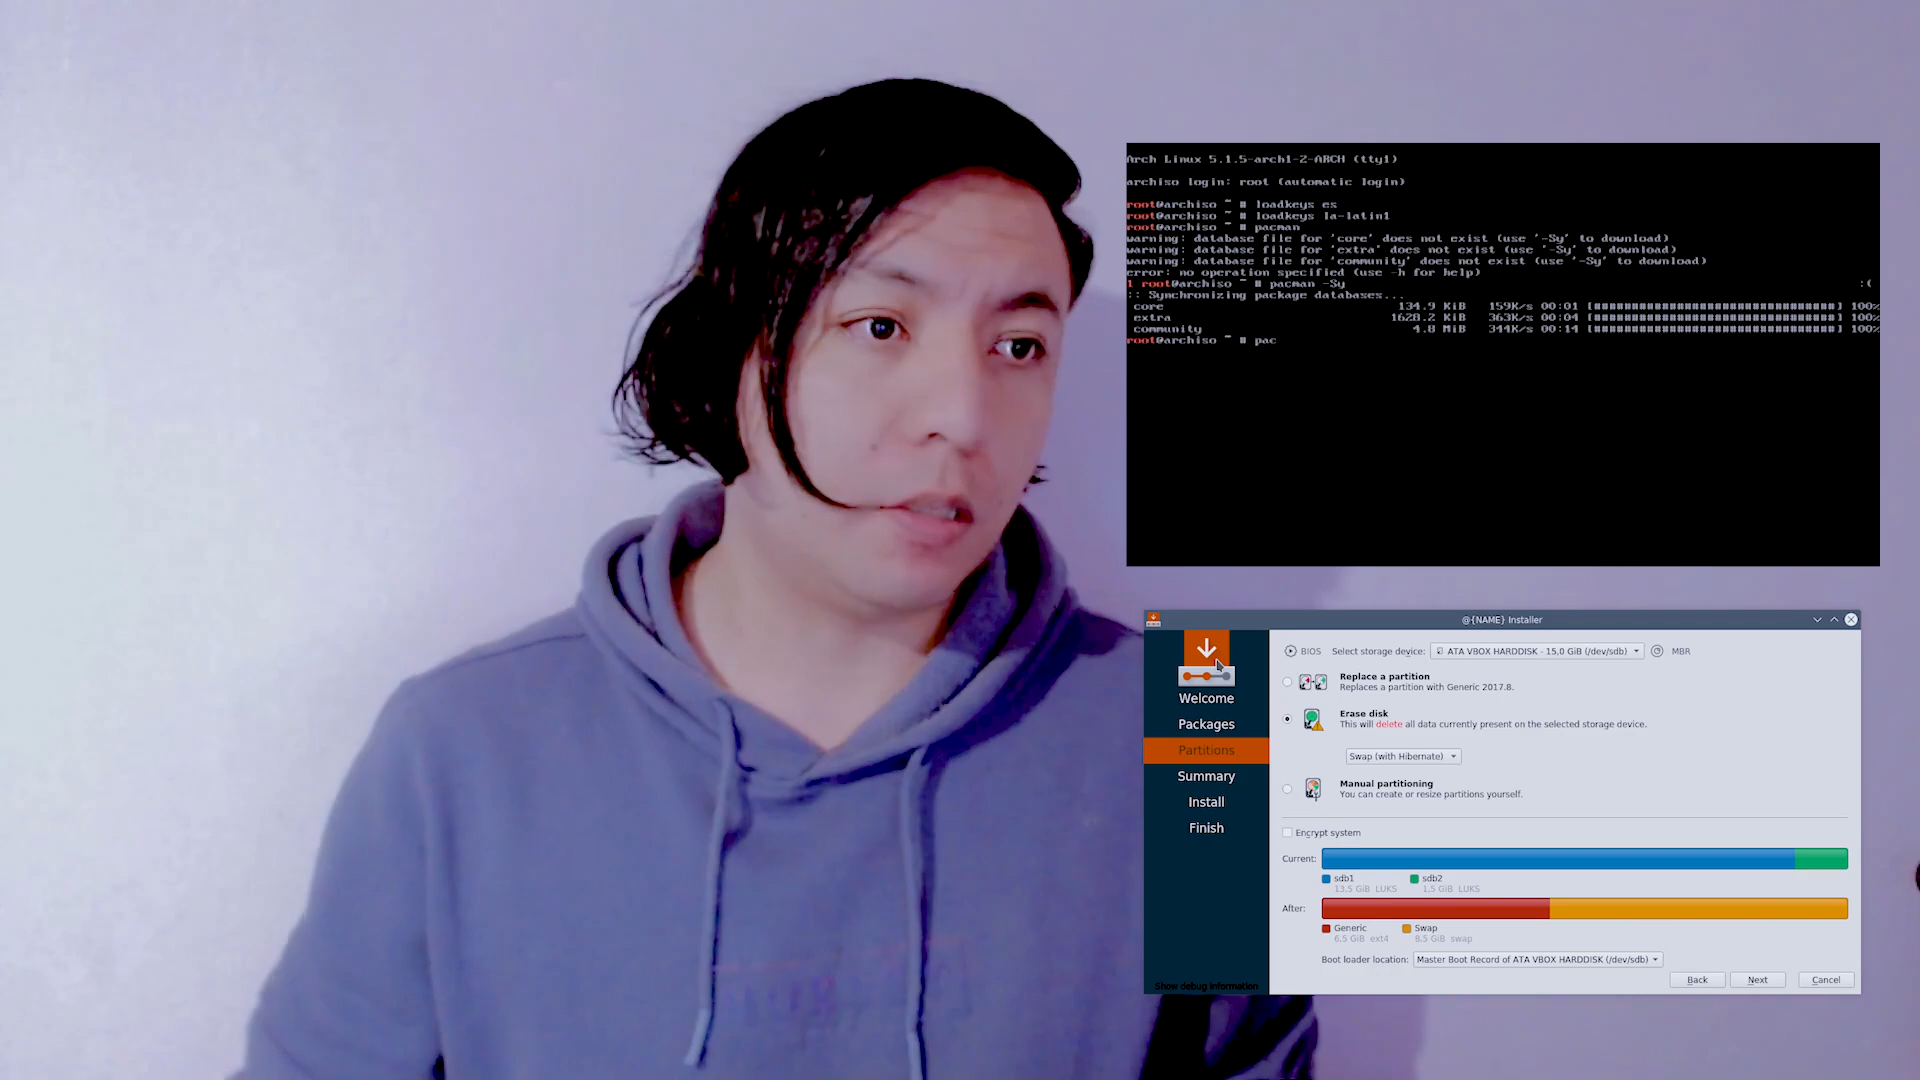 Arch Linux 5.1.5-arch1-2-ARCH (tty1)
archiso login: root (automatic login)
root@archiso ~ # loadkeys es
root@archiso ~ # loadkeys la-latin1
root@archiso ~ # pacman
warning: database file for 'core' does not exist (use '-Sy' to download)
warning: database file for 'extra' does not exist (use '-Sy' to download)
warning: database file for 'community' does not exist (use '-Sy' to download)
error: no operation specified (use -h for help)
1 root@archiso ~ # pacman -Sy :(
:: Synchronizing package databases...
core 134.9 KiB 159K/s 00:01 [#################################] 100%
extra 1628.2 KiB 363K/s 00:04 [#################################] 100%
community 4.8 MiB 344K/s 00:14 [#################################] 100%
root@archiso ~ # pac
@{NAME} Installer
Welcome
Packages
Partitions
Summary
Install
Finish
Show debug information
BIOS Select storage device: ATA VBOX HARDDISK - 15,0 GiB (/dev/sdb) MBR
Replace a partition
Replaces a partition with Generic 2017.8.
Erase disk
This will delete all data currently present on the selected storage device.
Swap (with Hibernate)
Manual partitioning
You can create or resize partitions yourself.
Encrypt system
Current:
sdb1 sdb2
13.5 GiB LUKS 1.5 GiB LUKS
After:
Generic Swap
6.5 GiB ext4 8.5 GiB swap
Boot loader location: Master Boot Record of ATA VBOX HARDDISK (/dev/sdb)
Back Next Cancel